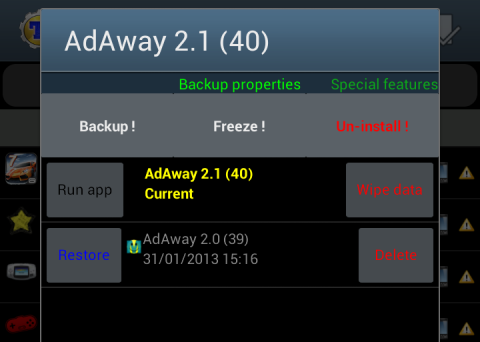 AdAway 2.1 (40)
Backup properties
Special features
Backup !
Freeze !
Un-install !
Run app
AdAway 2.1 (40)
Current
Wipe data
Restore
AdAway 2.0 (39)
31/01/2013 15:16
Delete